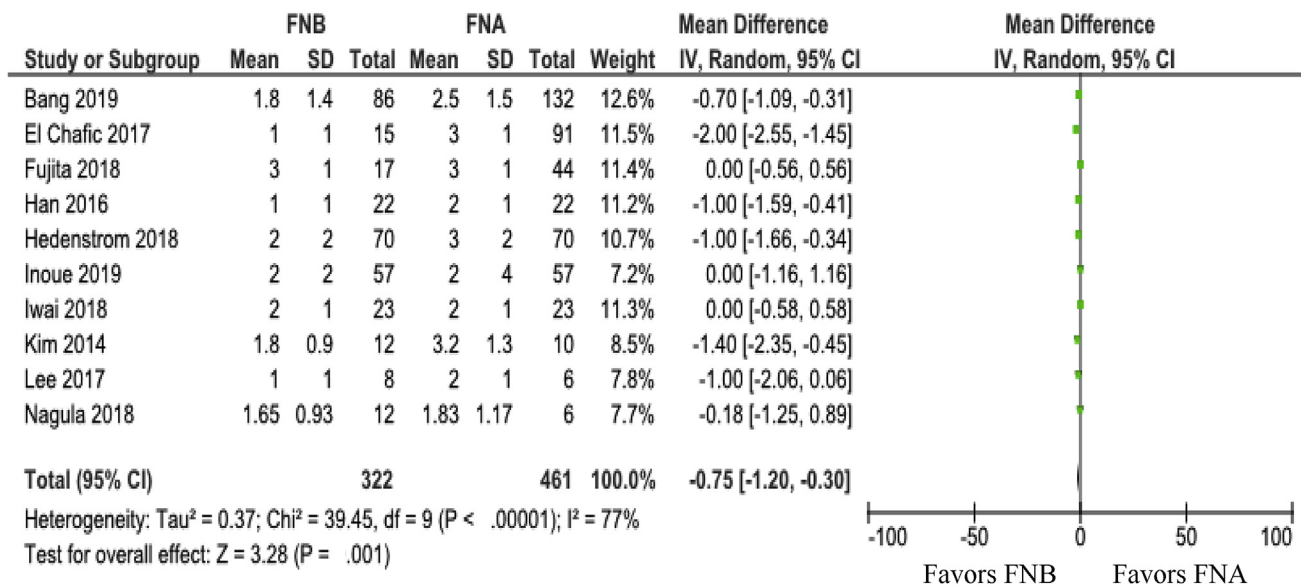 FNB FNA Mean Difference Mean Difference
Study or Subgroup Mean SD Total Mean SD Total Weight IV, Random, 95% CI IV, Random, 95% CI
Bang 2019 1.8 1.4 86 2.5 1.5 132 12.6% -0.70 [-1.09, -0.31]
El Chafic 2017 1 1 15 3 1 91 11.5% -2.00 [-2.55, -1.45]
Fujita 2018 3 1 17 3 1 44 11.4% 0.00 [-0.56, 0.56]
Han 2016 1 1 22 2 1 22 11.2% -1.00 [-1.59, -0.41]
Hedenstrom 2018 2 2 70 3 2 70 10.7% -1.00 [-1.66, -0.34]
Inoue 2019 2 2 57 2 4 57 7.2% 0.00 [-1.16, 1.16]
Iwai 2018 2 1 23 2 1 23 11.3% 0.00 [-0.58, 0.58]
Kim 2014 1.8 0.9 12 3.2 1.3 10 8.5% -1.40 [-2.35, -0.45]
Lee 2017 1 1 8 2 1 6 7.8% -1.00 [-2.06, 0.06]
Nagula 2018 1.65 0.93 12 1.83 1.17 6 7.7% -0.18 [-1.25, 0.89]
Total (95% CI) 322 461 100.0% -0.75 [-1.20, -0.30]
Heterogeneity: Tau² = 0.37; Chi² = 39.45, df = 9 (P < .00001); I² = 77%
Test for overall effect: Z = 3.28 (P = .001)
-100 -50 0 50 100
Favors FNB Favors FNA